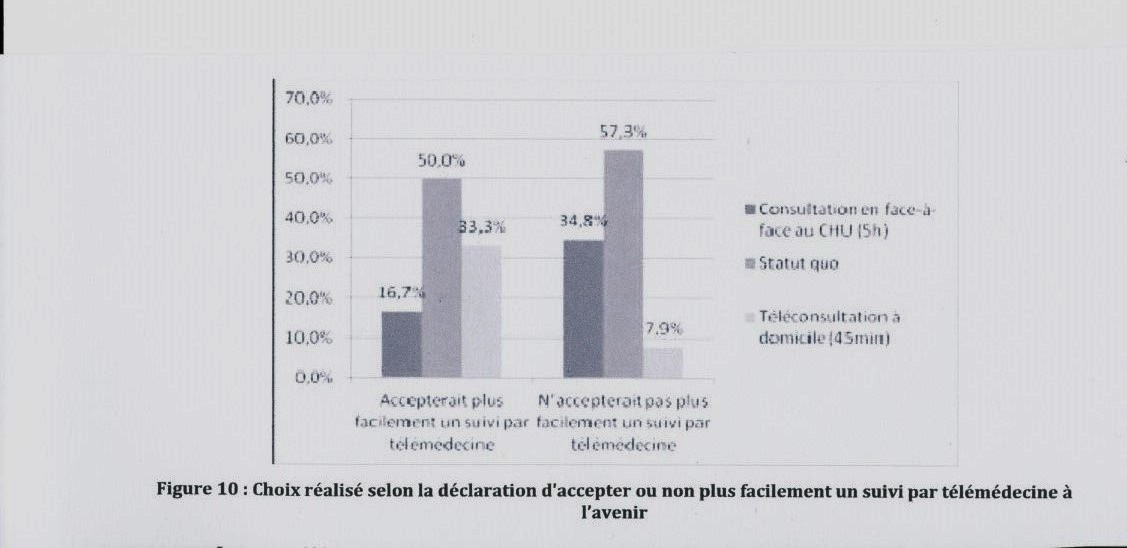 70,0%
60,0%
50,0%
40,0%
30,0%
20,0%
10,0%
0,0%
16,7%
50,0%
33,3%
34,8%
57,3%
7,9%
Accepterait plus
facilement un suivi par
télémédecine
N'accepterait pas plus
facilement un suivi par
télémédecine
Consultation en face-à-
face au CHU (5h)
Statut quo
Téléconsultation à
domicile (45min)
Figure 10 : Choix réalisé selon la déclaration d'accepter ou non plus facilement un suivi par télémédecine à
l'avenir